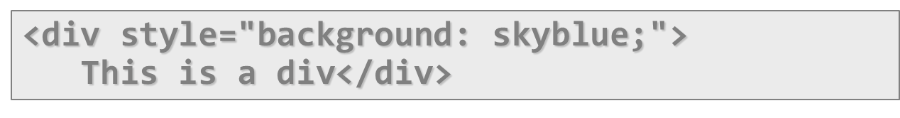 <div style="background: skyblue;">
This is a div</div>